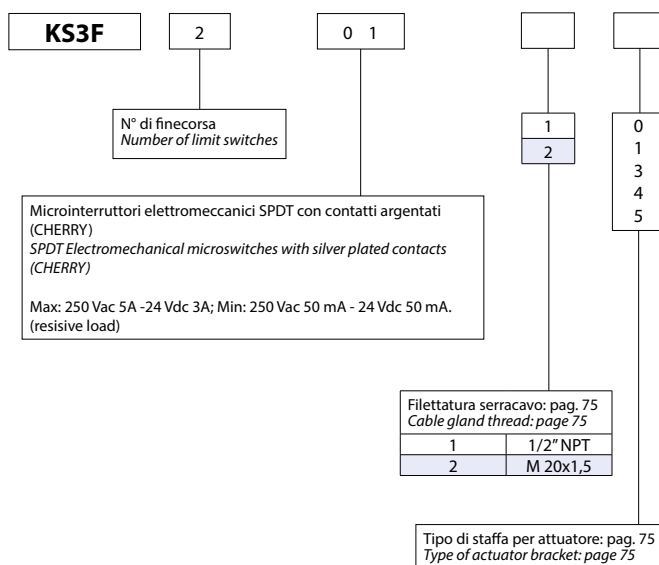 KS3F 2 0 1
N° di finecorsa
Number of limit switches
1
2
0
1
3
4
5
Microinterruttori elettromeccanici SPDT con contatti argentati
(CHERRY)
SPDT Electromechanical microswitches with silver plated contacts
(CHERRY)
Max: 250 Vac 5A -24 Vdc 3A; Min: 250 Vac 50 mA - 24 Vdc 50 mA.
(resisive load)
Filettatura serracavo: pag. 75
Cable gland thread: page 75
1 1/2” NPT
2 M 20x1,5
Tipo di staffa per attuatore: pag. 75
Type of actuator bracket: page 75